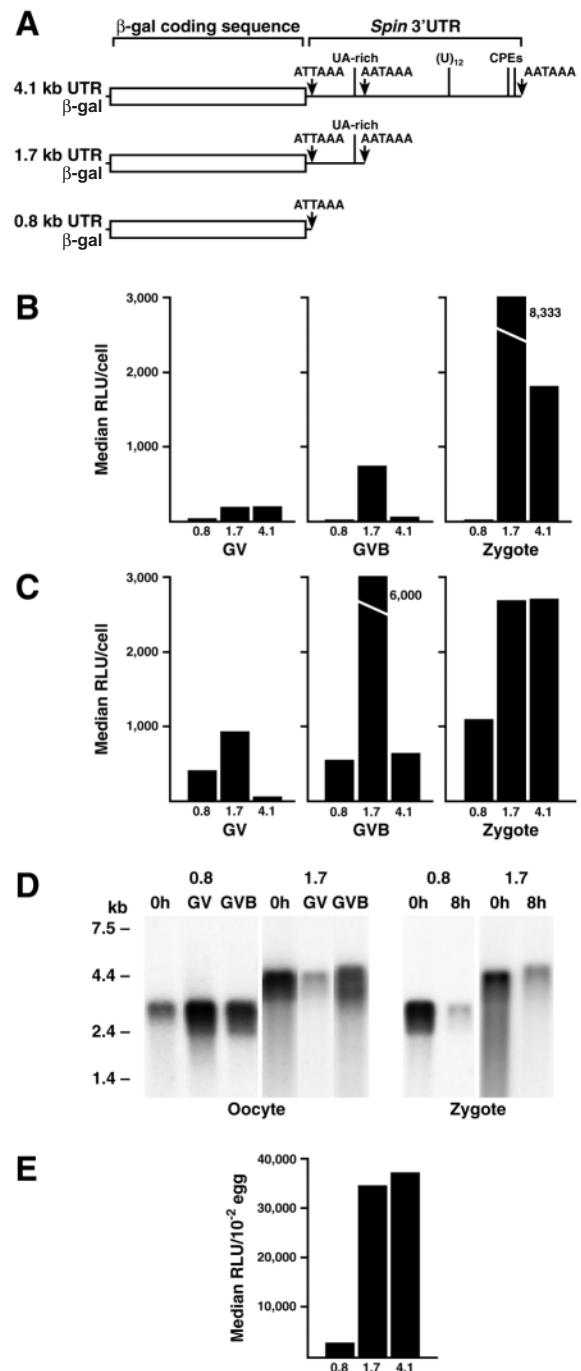 A
β-gal coding sequence Spin 3'UTR
UA-rich (U)12 CPEs
ATTAAA AATAAA AATAAA
4.1 kb UTR
β-gal
UA-rich
ATTAAA AATAAA
1.7 kb UTR
β-gal
ATTAAA
0.8 kb UTR
β-gal
B
Median RLU/cell
3,000
2,000
1,000
8,333
0.8 1.7 4.1 0.8 1.7 4.1 0.8 1.7 4.1
GV GVB Zygote
C
Median RLU/cell
3,000
2,000
1,000
6,000
0.8 1.7 4.1 0.8 1.7 4.1 0.8 1.7 4.1
GV GVB Zygote
D
0.8 1.7 0.8 1.7
kb 0h GV GVB 0h GV GVB 0h 8h 0h 8h
7.5 –
4.4 –
2.4 –
1.4 –
Oocyte Zygote
E
Median RLU/10-2 egg
40,000
30,000
20,000
10,000
0.8 1.7 4.1